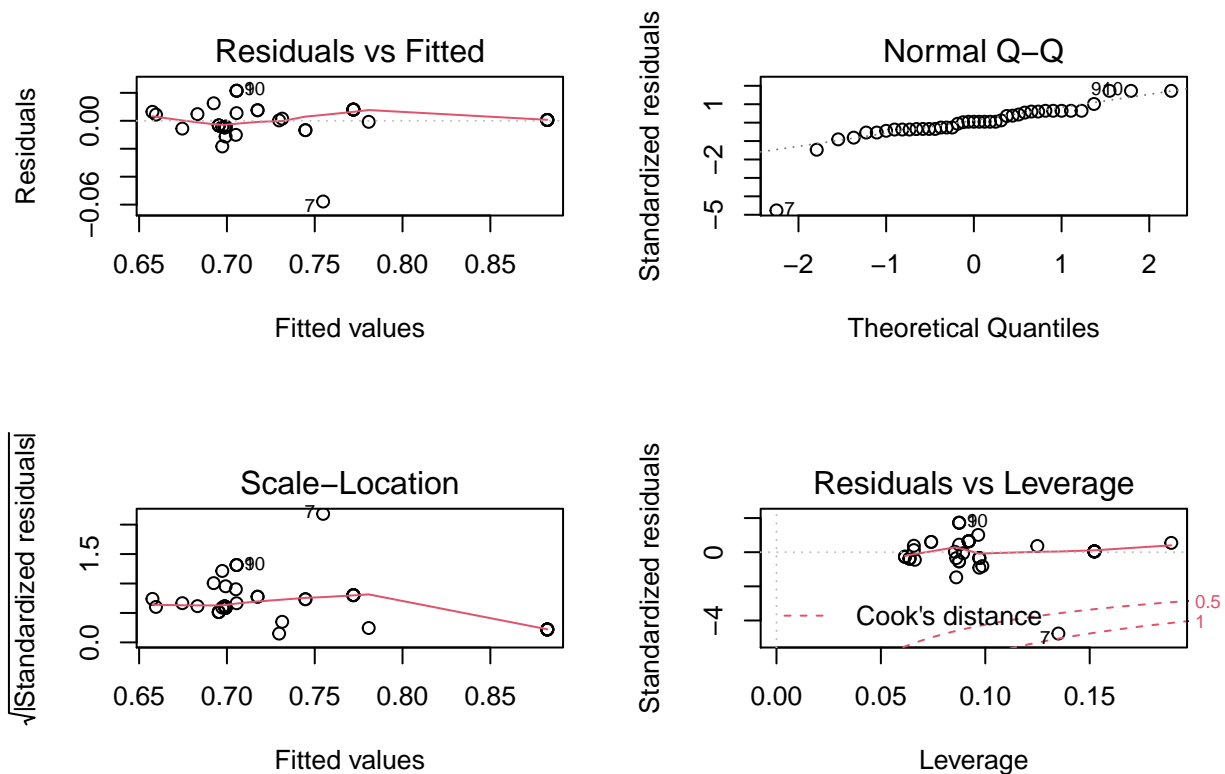 Residuals vs Fitted
Residuals
0.00
−0.06
7
0.65 0.70 0.75 0.80 0.85
Fitted values
Normal Q−Q
Standardized residuals
1
−2
−5
7
−2 −1 0 1 2
Theoretical Quantiles
Scale−Location
√|Standardized residuals|
1.5
0.0
7
0.65 0.70 0.75 0.80 0.85
Fitted values
Residuals vs Leverage
Standardized residuals
0
−4
Cook's distance
7
0.5
1
0.00 0.05 0.10 0.15
Leverage